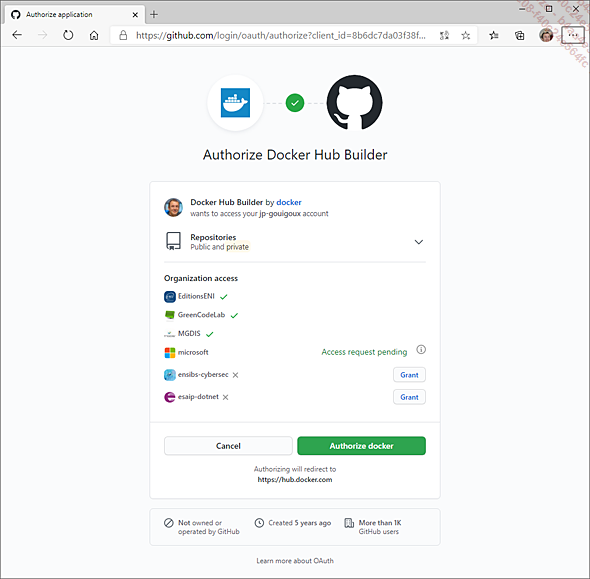 Authorize application
https://github.com/login/oauth/authorize?client_id=8b6dc7da03f38f...
Authorize Docker Hub Builder
Docker Hub Builder by docker
wants to access your jp-gouigoux account
Repositories
Public and private
Organization access
EditionsENI
GreenCodeLab
MGDIS
microsoft Access request pending
ensibs-cybersec Grant
esaip-dotnet Grant
Cancel Authorize docker
Authorizing will redirect to
https://hub.docker.com
Not owned or
operated by GitHub
Created 5 years ago
More than 1K
GitHub users
Learn more about OAuth